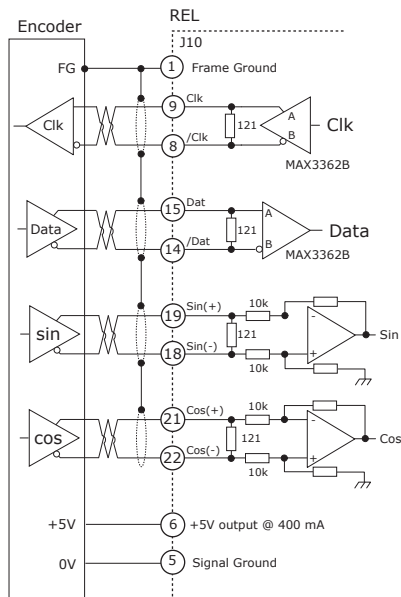 Encoder
REL
J10
FG
1
Frame Ground
Clk
9
Clk
8
/Clk
121
A
B
Clk
MAX3362B
Data
15
Dat
14
/Dat
121
A
B
Data
MAX3362B
sin
19
Sin(+)
18
Sin(-)
121
10k
10k
-
+
Sin
cos
21
Cos(+)
22
Cos(-)
121
10k
10k
-
+
Cos
+5V
6
+5V output @ 400 mA
0V
5
Signal Ground